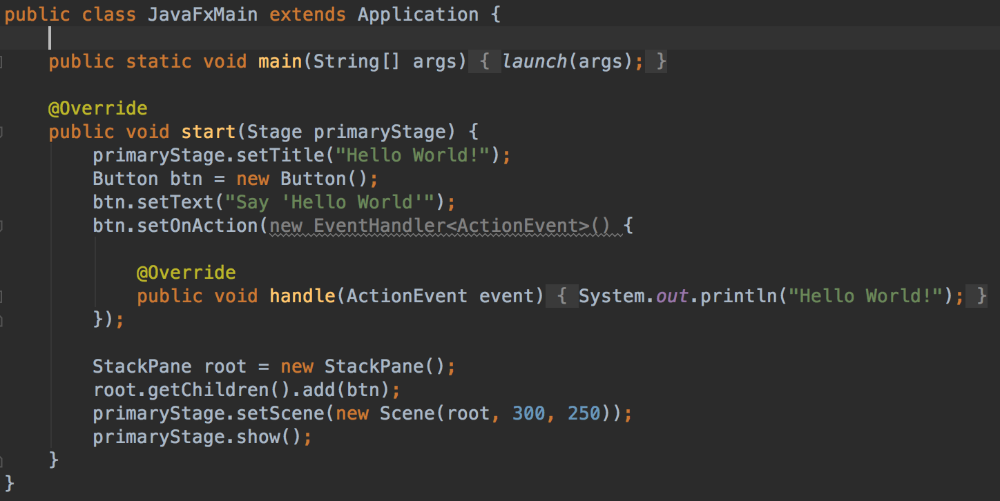 public class JavaFxMain extends Application {
public static void main(String[] args) { launch(args); }
@Override
public void start(Stage primaryStage) {
primaryStage.setTitle("Hello World!");
Button btn = new Button();
btn.setText("Say 'Hello World'");
btn.setOnAction(new EventHandler<ActionEvent>() {
@Override
public void handle(ActionEvent event) { System.out.println("Hello World!"); }
});
StackPane root = new StackPane();
root.getChildren().add(btn);
primaryStage.setScene(new Scene(root, 300, 250));
primaryStage.show();
}
}